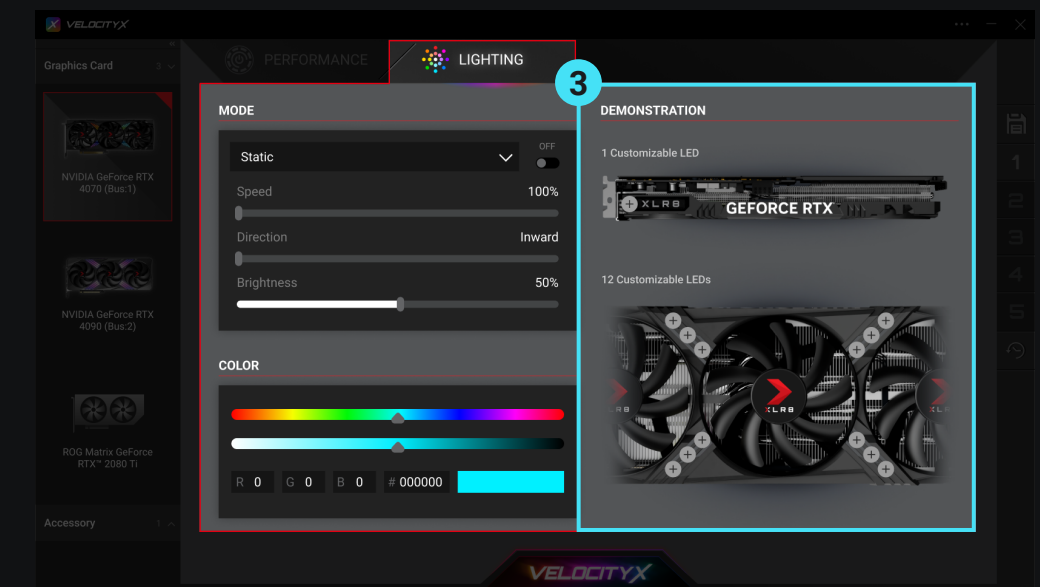 VELOCITYX
Graphics Card 3
PERFORMANCE
LIGHTING
3
MODE
DEMONSTRATION
Static
OFF
1 Customizable LED
Speed 100%
XLR8
GEFORCE RTX
Direction Inward
Brightness 50%
12 Customizable LEDs
NVIDIA GeForce RTX
4070 (Bus:1)
NVIDIA GeForce RTX
4090 (Bus:2)
COLOR
R 0 G 0 B 0 # 000000
XLR8
ROG Matrix GeForce
RTX™ 2080 Ti
Accessory 1
1
2
3
4
5
VELOCITYX